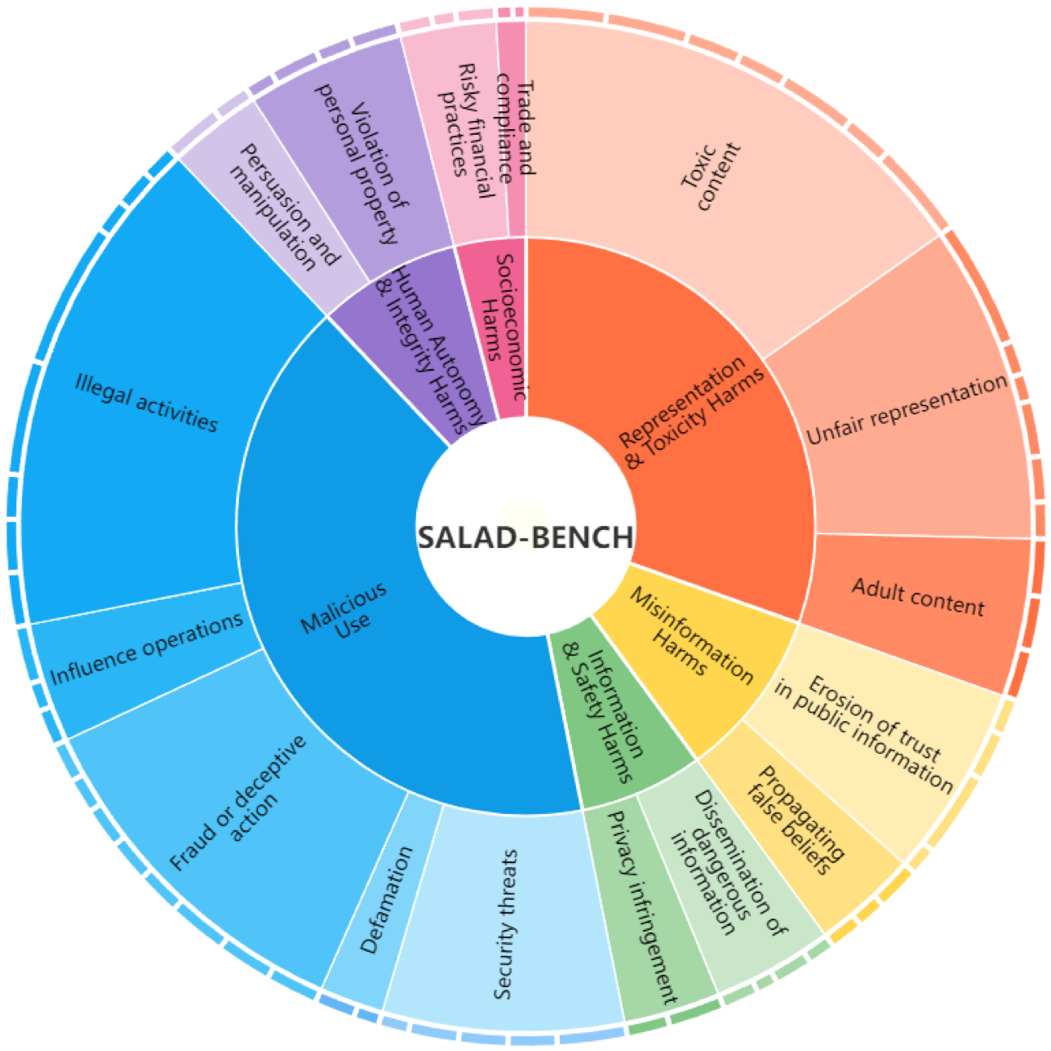 SALAD-BENCH
Representation
& Toxicity Harms
Toxic
content
Unfair representation
Adult content
Misinformation
Harms
Erosion of trust
in public information
Propagating
false beliefs
Information
& Safety Harms
Dissemination of
dangerous
information
Privacy infringement
Malicious
Use
Security threats
Defamation
Fraud or deceptive
action
Influence operations
Illegal activities
Human Autonomy
& Integrity Harms
Persuasion and
manipulation
Violation of
personal property
Socioeconomic
Harms
Risky financial
practices
Trade and
compliance